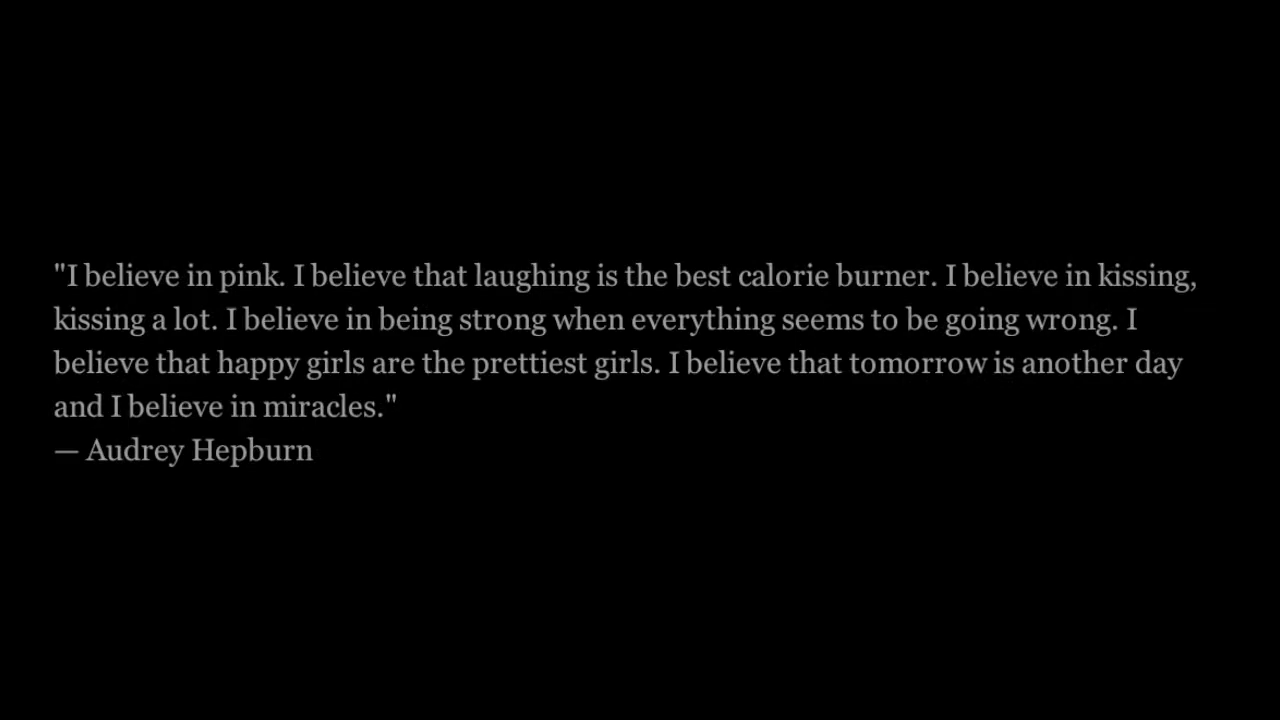 "I believe in pink. I believe that laughing is the best calorie burner. I believe in kissing,
kissing a lot. I believe in being strong when everything seems to be going wrong. I
believe that happy girls are the prettiest girls. I believe that tomorrow is another day
and I believe in miracles."
— Audrey Hepburn